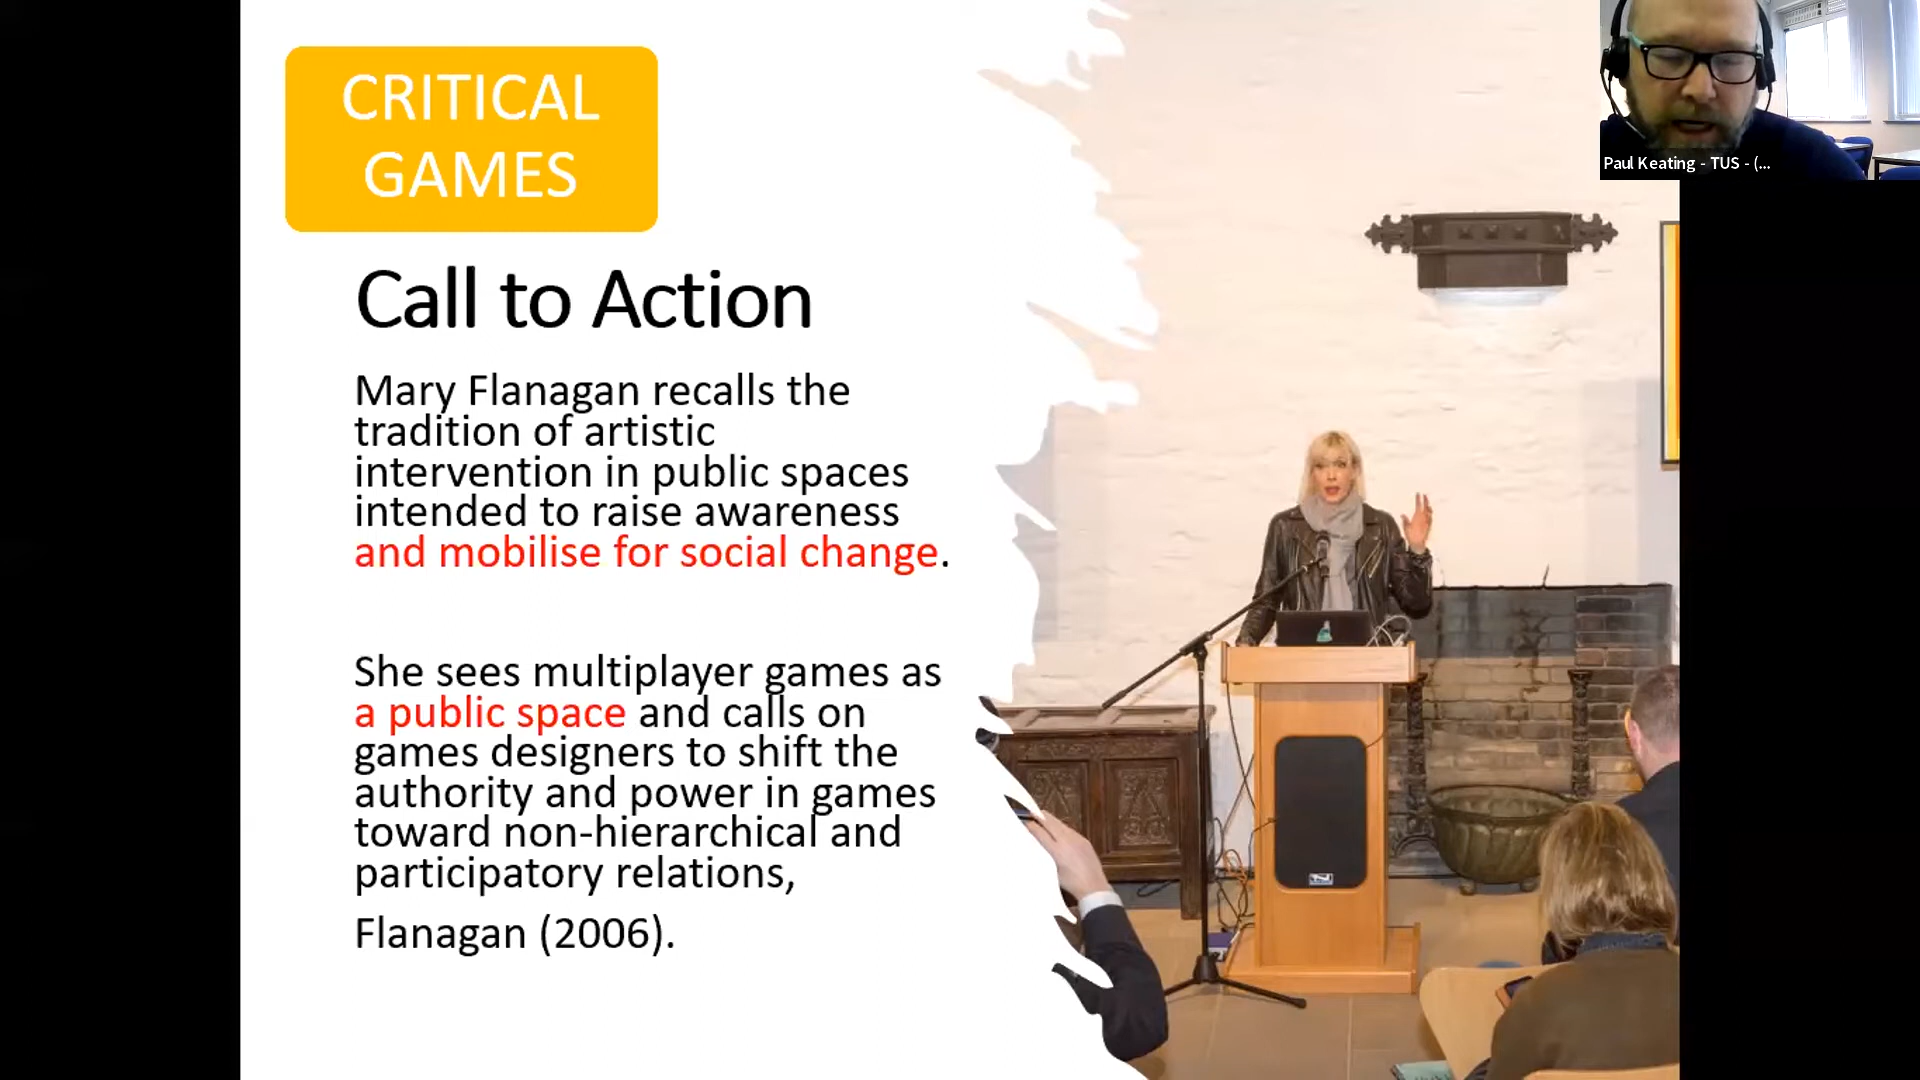 CRITICAL
GAMES
Call to Action
Mary Flanagan recalls the
tradition of artistic
intervention in public spaces
intended to raise awareness
and mobilise for social change.
She sees multiplayer games as
a public space and calls on
games designers to shift the
authority and power in games
toward non-hierarchical and
participatory relations,
Flanagan (2006).
Paul Keating - TUS - (...